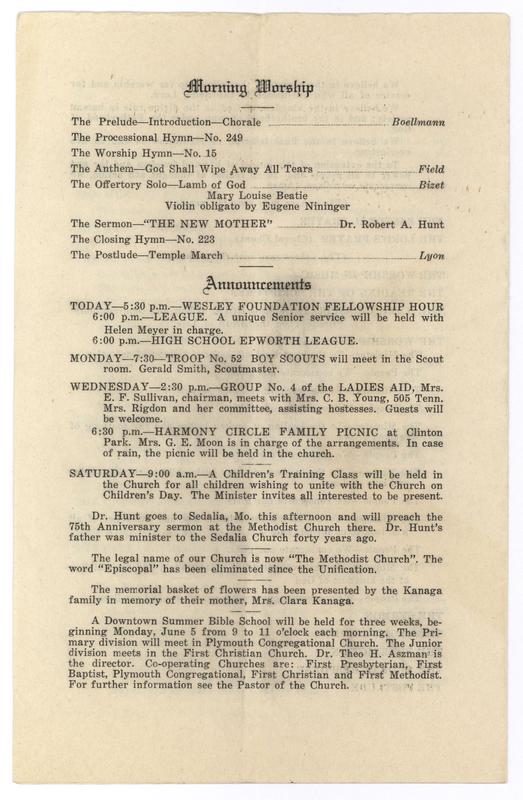 Morning Worship
The Prelude—Introduction—Chorale Boellmann
The Processional Hymn—No. 249
The Worship Hymn—No. 15
The Anthem—God Shall Wipe Away All Tears Field
The Offertory Solo—Lamb of God Bizet
Mary Louise Beatie
Violin obligato by Eugene Nininger
The Sermon—"THE NEW MOTHER" Dr. Robert A. Hunt
The Closing Hymn—No. 223
The Postlude—Temple March Lyon
Announcements
TODAY—5:30 p.m.—WESLEY FOUNDATION FELLOWSHIP HOUR
6:00 p.m.—LEAGUE. A unique Senior service will be held with
Helen Meyer in charge.
6:00 p.m.—HIGH SCHOOL EPWORTH LEAGUE.
MONDAY—7:30—TROOP No. 52 BOY SCOUTS will meet in the Scout
room. Gerald Smith, Scoutmaster.
WEDNESDAY—2:30 p.m.—GROUP No. 4 of the LADIES AID, Mrs.
E. F. Sullivan, chairman, meets with Mrs. C. B. Young, 505 Tenn.
Mrs. Rigdon and her committee, assisting hostesses. Guests will
be welcome.
6:30 p.m.—HARMONY CIRCLE FAMILY PICNIC at Clinton
Park. Mrs. G. E. Moon is in charge of the arrangements. In case
of rain, the picnic will be held in the church.
SATURDAY—9:00 a.m.—A Children's Training Class will be held in
the Church for all children wishing to unite with the Church on
Children's Day. The Minister invites all interested to be present.
Dr. Hunt goes to Sedalia, Mo. this afternoon and will preach the
75th Anniversary sermon at the Methodist Church there. Dr. Hunt's
father was minister to the Sedalia Church forty years ago.
The legal name of our Church is now "The Methodist Church". The
word "Episcopal" has been eliminated since the Unification.
The memorial basket of flowers has been presented by the Kanaga
family in memory of their mother, Mrs. Clara Kanaga.
A Downtown Summer Bible School will be held for three weeks, be-
ginning Monday, June 5 from 9 to 11 o'clock each morning. The Pri-
mary division will meet in Plymouth Congregational Church. The Junior
division meets in the First Christian Church. Dr. Theo H. Aszman is
the director. Co-operating Churches are: First Presbyterian, First
Baptist, Plymouth Congregational, First Christian and First Methodist.
For further information see the Pastor of the Church.